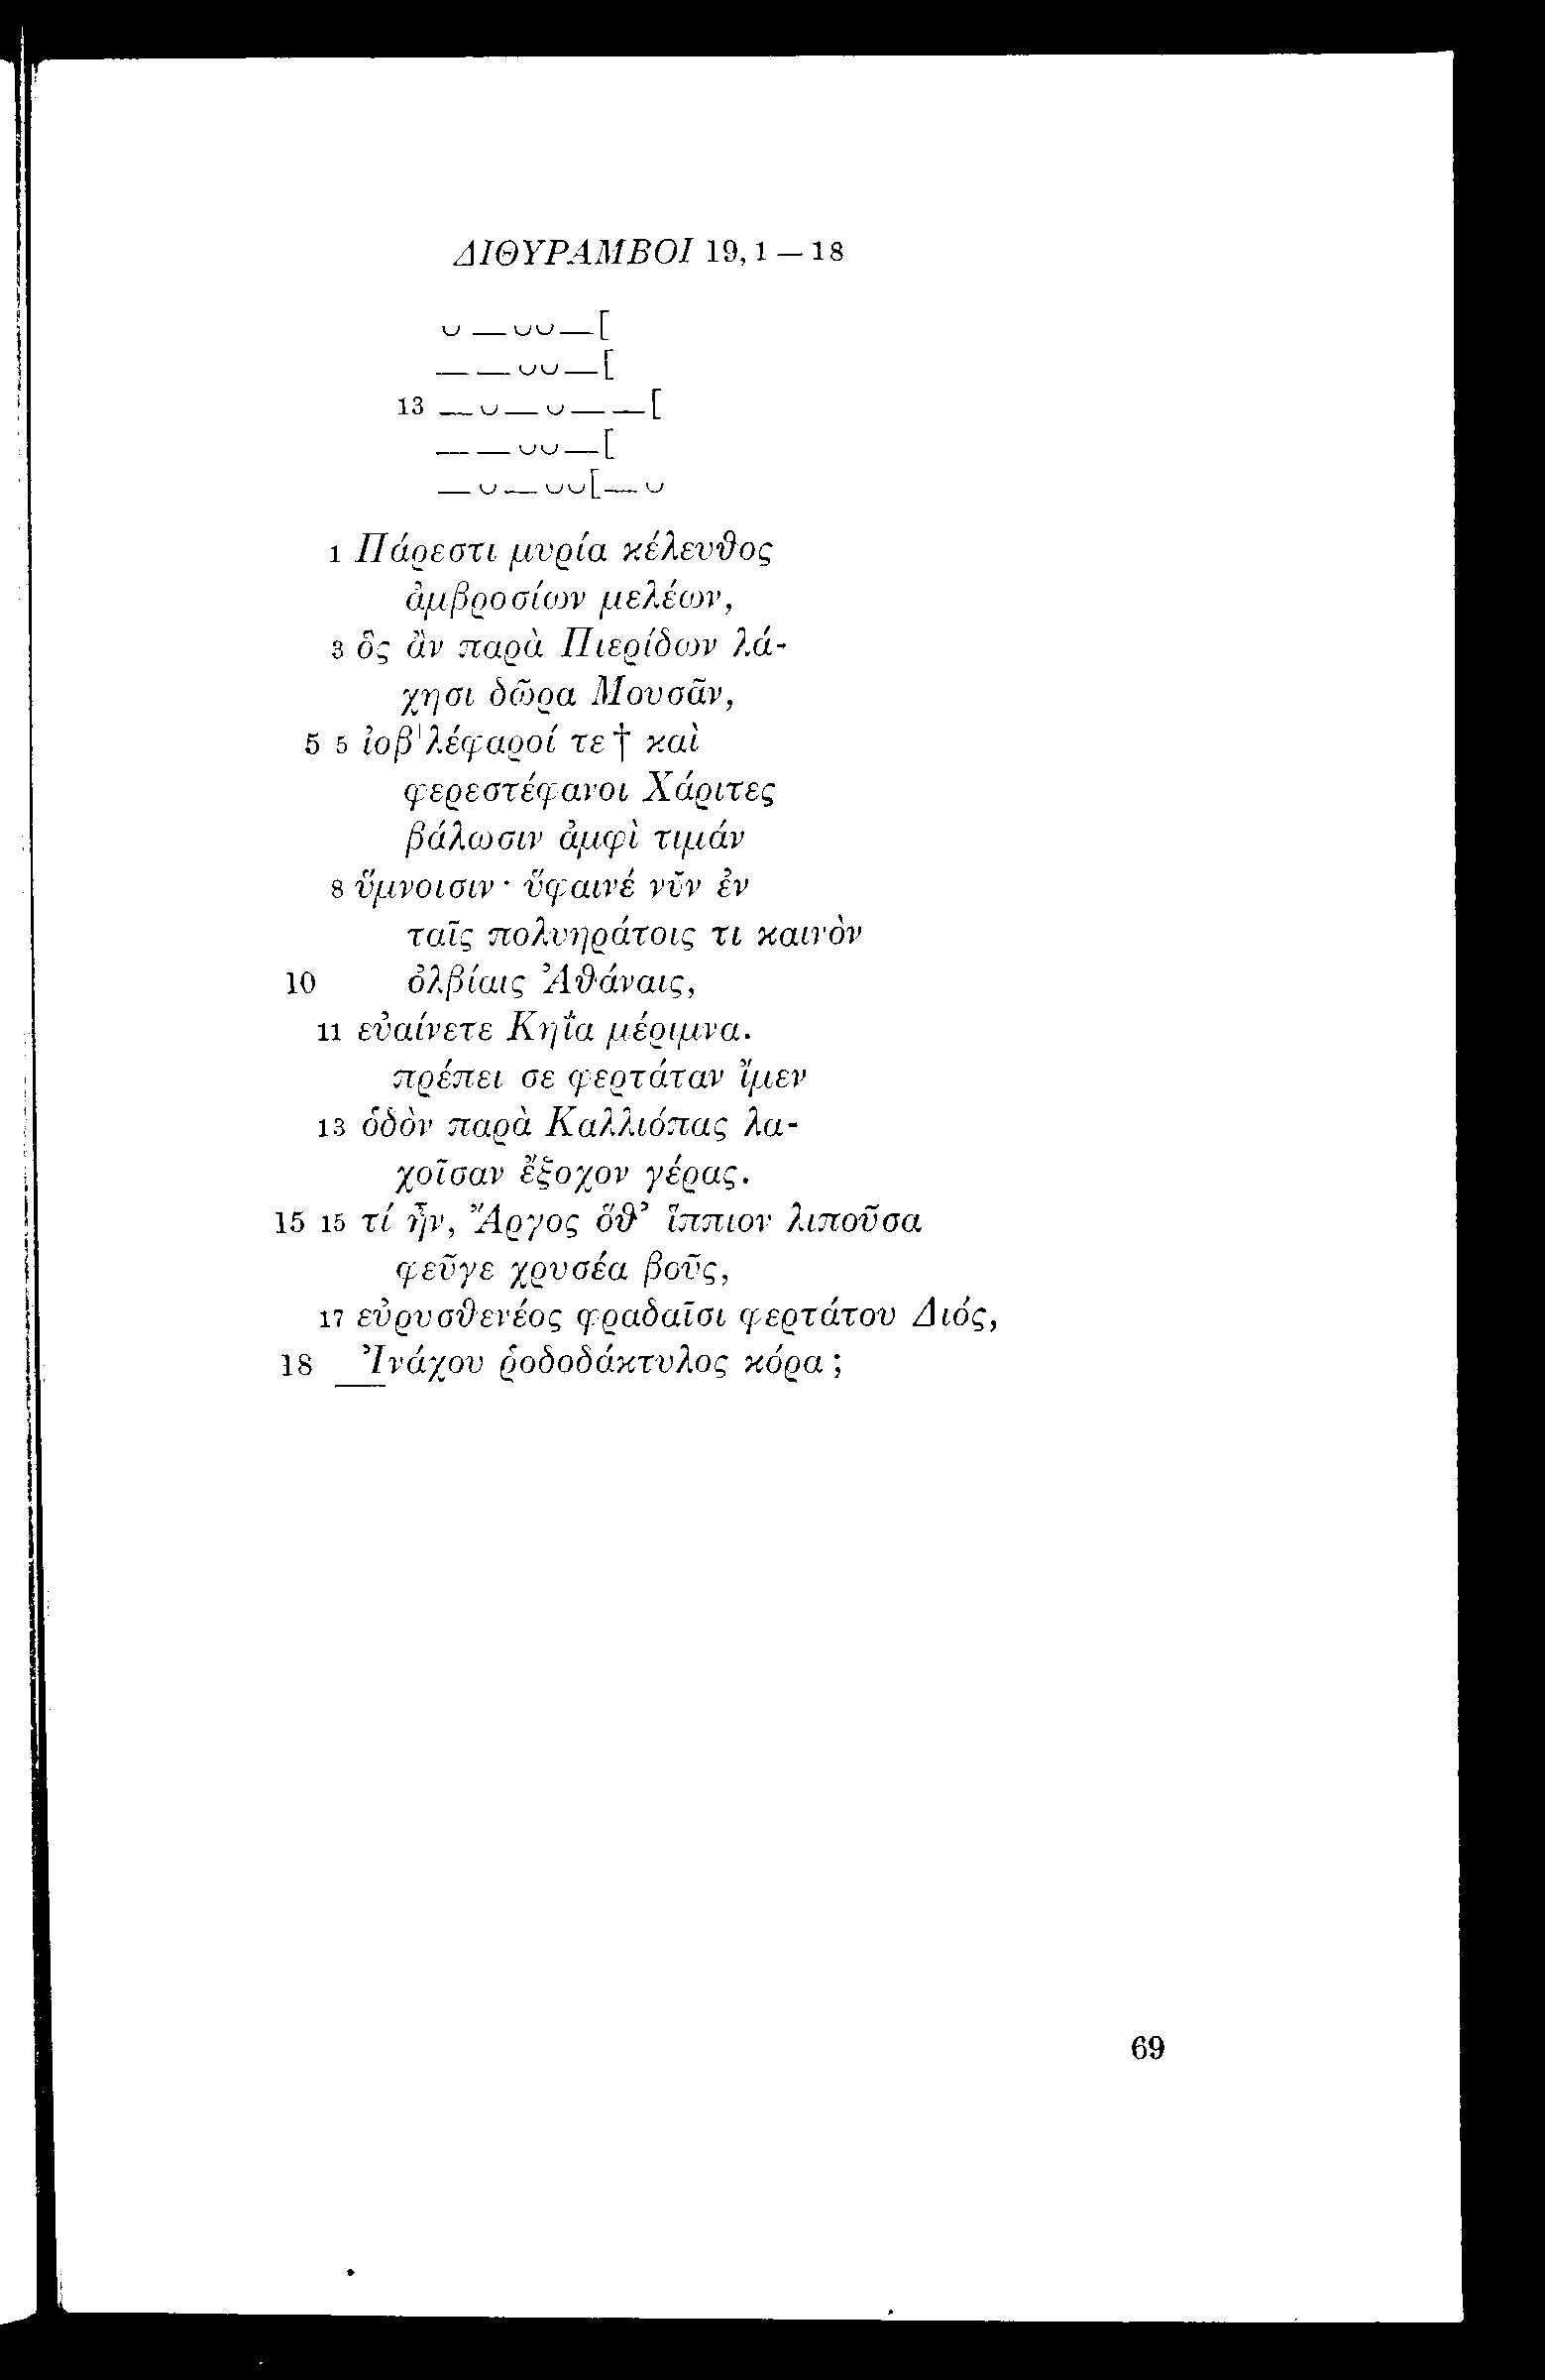 ΔΙΘΥΡΑΜΒΟΙ 19, 1 — 18
∪ — ∪∪ — [
— — ∪∪ — [
13 — ∪ — ∪ — — [
— — ∪∪ — [
— ∪ — ∪∪[— ∪
1 Πάρεστι μυρία κέλευθος
ἀμβροσίων μελέων,
3 ὃς ἂν παρὰ Πιερίδων λά-
χησι δῶρα Μουσᾶν,
5 5 ἰοβ'λέφαροί τε† καὶ
φερεστέφανοι Χάριτες
βάλωσιν ἀμφὶ τιμάν
8 ὕμνοισιν· ὕφαινέ νῦν ἐν
ταῖς πολυηράτοις τι καινὸν
10 ὀλβίαις Ἀθάναις,
11 εὐαίνετε Κηΐα μέριμνα.
πρέπει σε φερτάταν ἴμεν
13 ὁδὸν παρὰ Καλλιόπας λα-
χοῖσαν ἔξοχον γέρας.
15 15 τί ἦν, Ἄργος ὅθ' ἵππιον λιποῦσα
φεῦγε χρυσέα βοῦς,
17 εὐρυσθενέος φραδαῖσι φερτάτου Διός,
18 Ἰνάχου ῥοδοδάκτυλος κόρα;
69